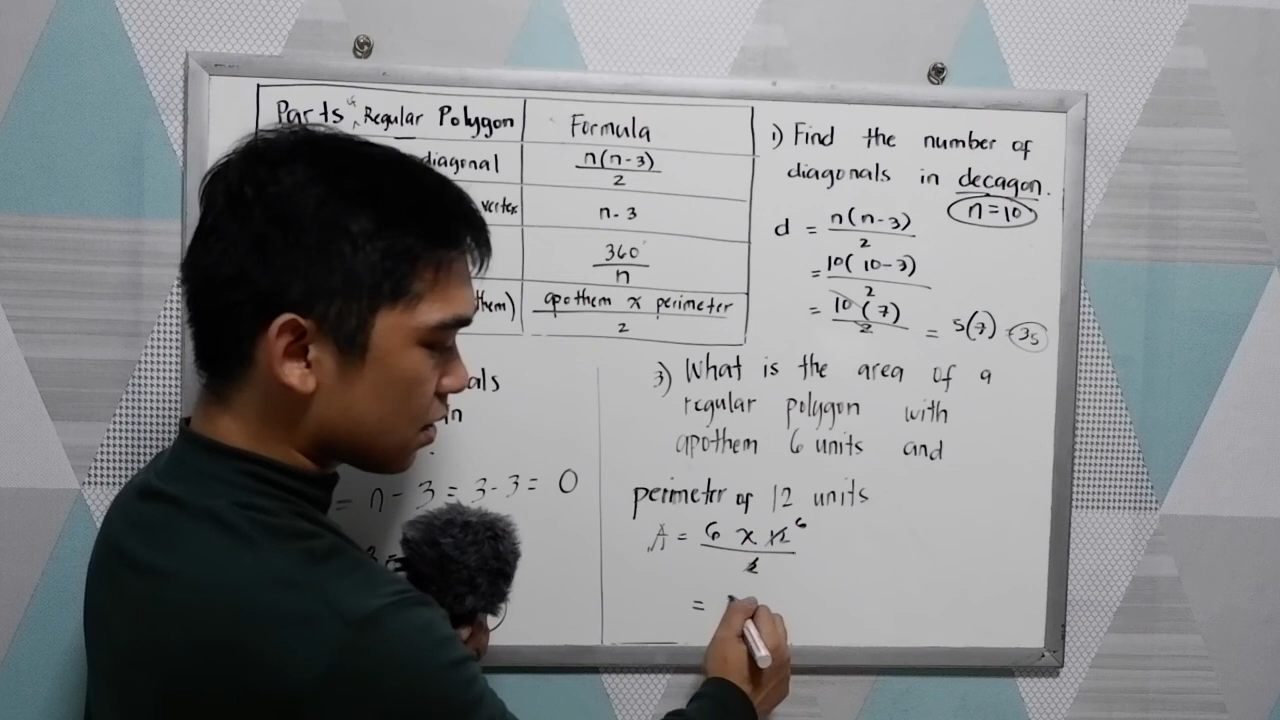 Parts of Regular Polygon
Formula
diagonal
n(n-3)
2
vertex
n-3
360°
n
them)
apothem x perimeter
2
1) Find the number of
diagonals in decagon.
n=10
d = n(n-3)
2
= 10(10-3)
2
= 10(7)
2
= 5(7) = 35
als
in
= n-3 = 3-3 = 0
3) What is the area of a
regular polygon with
apothem 6 units and
perimeter of 12 units
A = 6 x 12 6
2
=